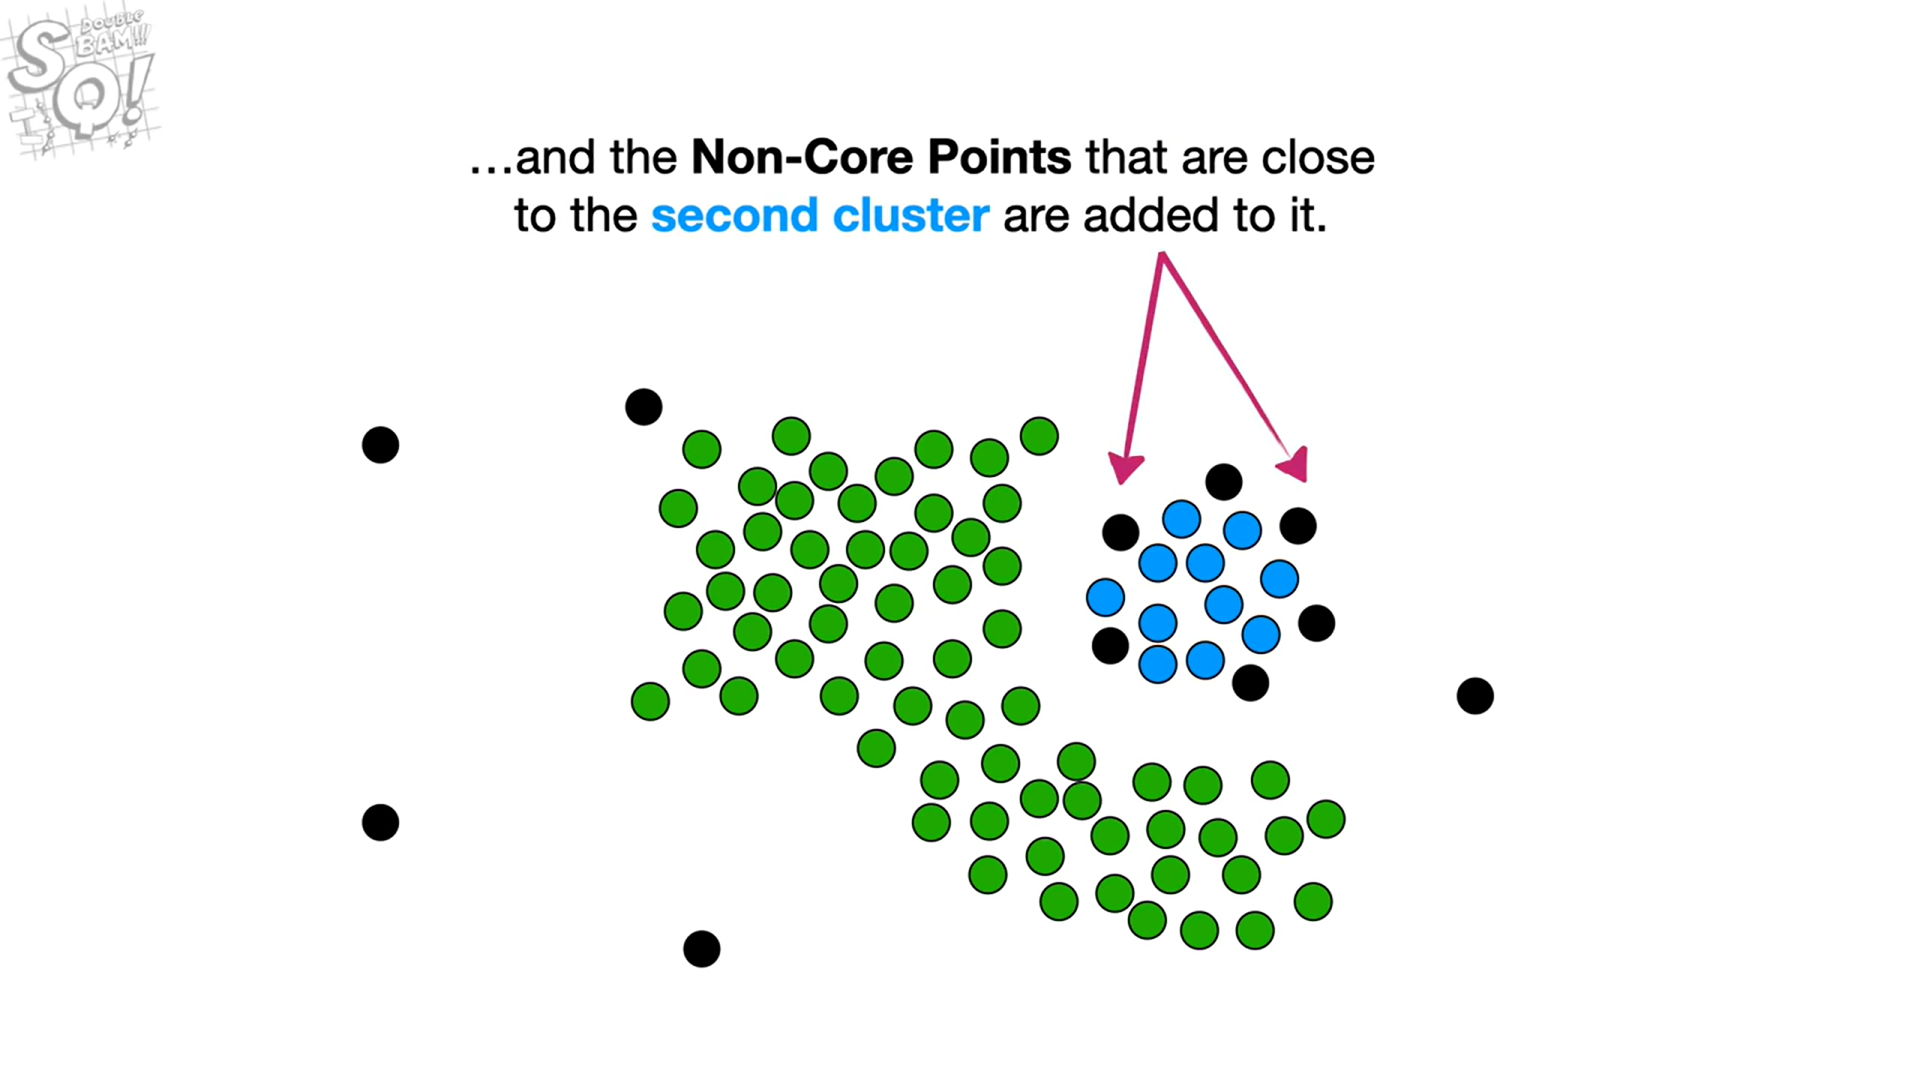 DOUBLE
BAM!!!
SQ!
…and the Non-Core Points that are close
to the second cluster are added to it.